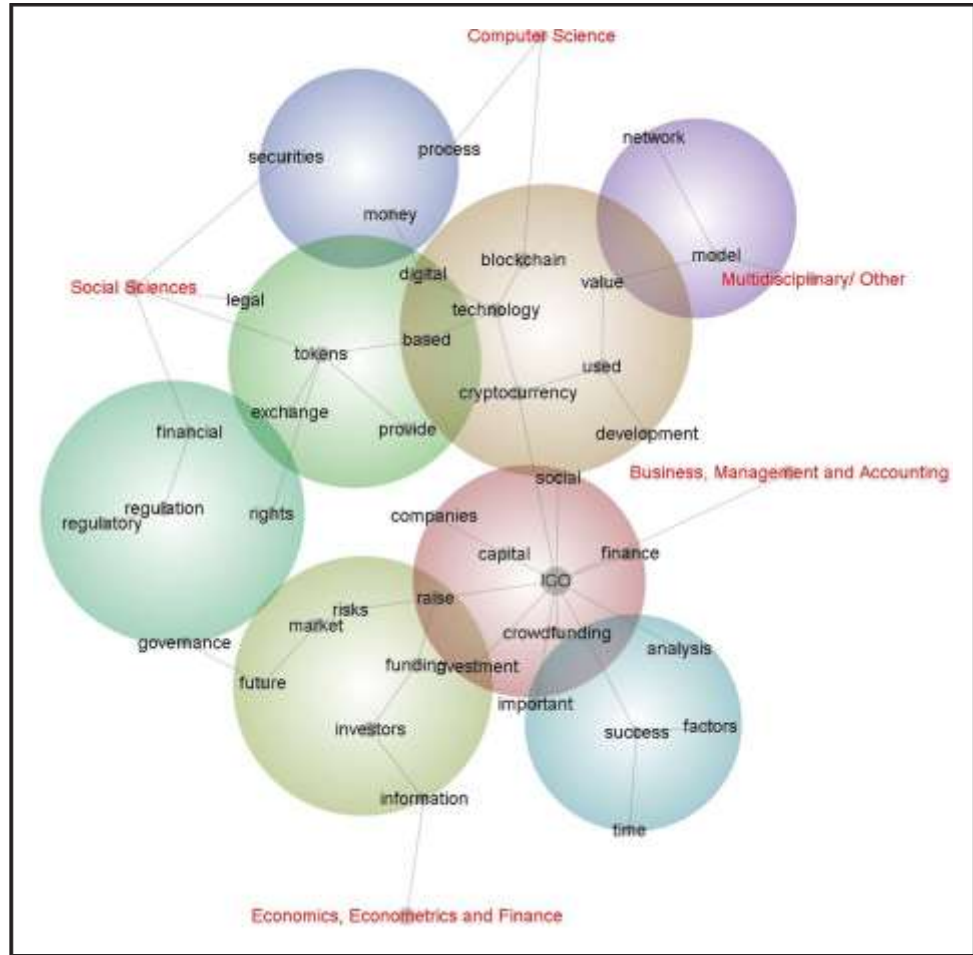 Computer Science
network
securities
process
money
model
blockchain
digital
value
Multidisciplinary/ Other
Social Sciences
legal
technology
based
tokens
used
cryptocurrency
exchange
provide
financial
development
social
Business, Management and Accounting
regulation
rights
companies
regulatory
capital
finance
ICO
raise
risks
market
crowdfunding
governance
analysis
funding
investment
future
important
investors
success
factors
information
time
Economics, Econometrics and Finance